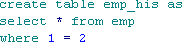 create table emp_his as
select * from emp
where 1 = 2